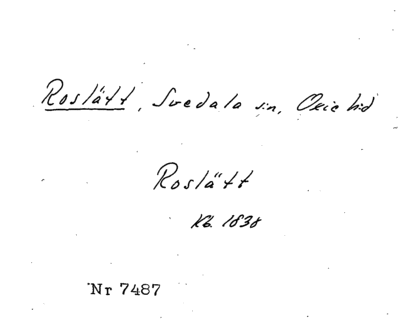 Roslätt, Svedala sn, Oxie hd
Roslätt
Kb. 1838
Nr 7487